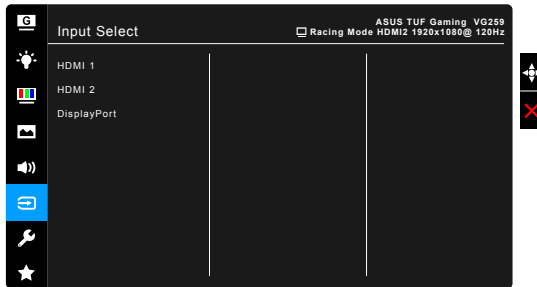 G
Input Select
ASUS TUF Gaming VG259
Racing Mode HDMI2 1920x1080@ 120Hz
HDMI 1
HDMI 2
DisplayPort